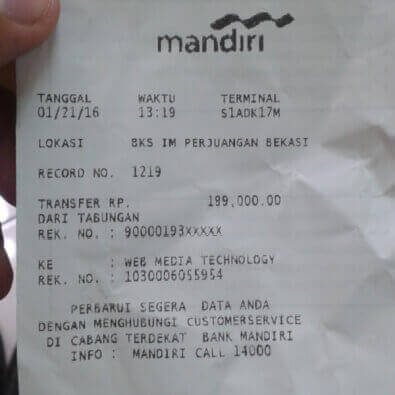 mandiri
TANGGAL WAKTU TERMINAL
01/21/16 13:19 S1ADK17M
LOKASI BKS IM PERJUANGAN BEKASI
RECORD NO. 1219
TRANSFER RP. 189,000.00
DARI TABUNGAN
REK. NO. : 90000193XXXXX
KE : WEB MEDIA TECHNOLOGY
REK. NO. : 1030006055954
PERBARUI SEGERA DATA ANDA
DENGAN MENGHUBUNGI CUSTOMERSERVICE
DI CABANG TERDEKAT BANK MANDIRI
INFO : MANDIRI CALL 14000